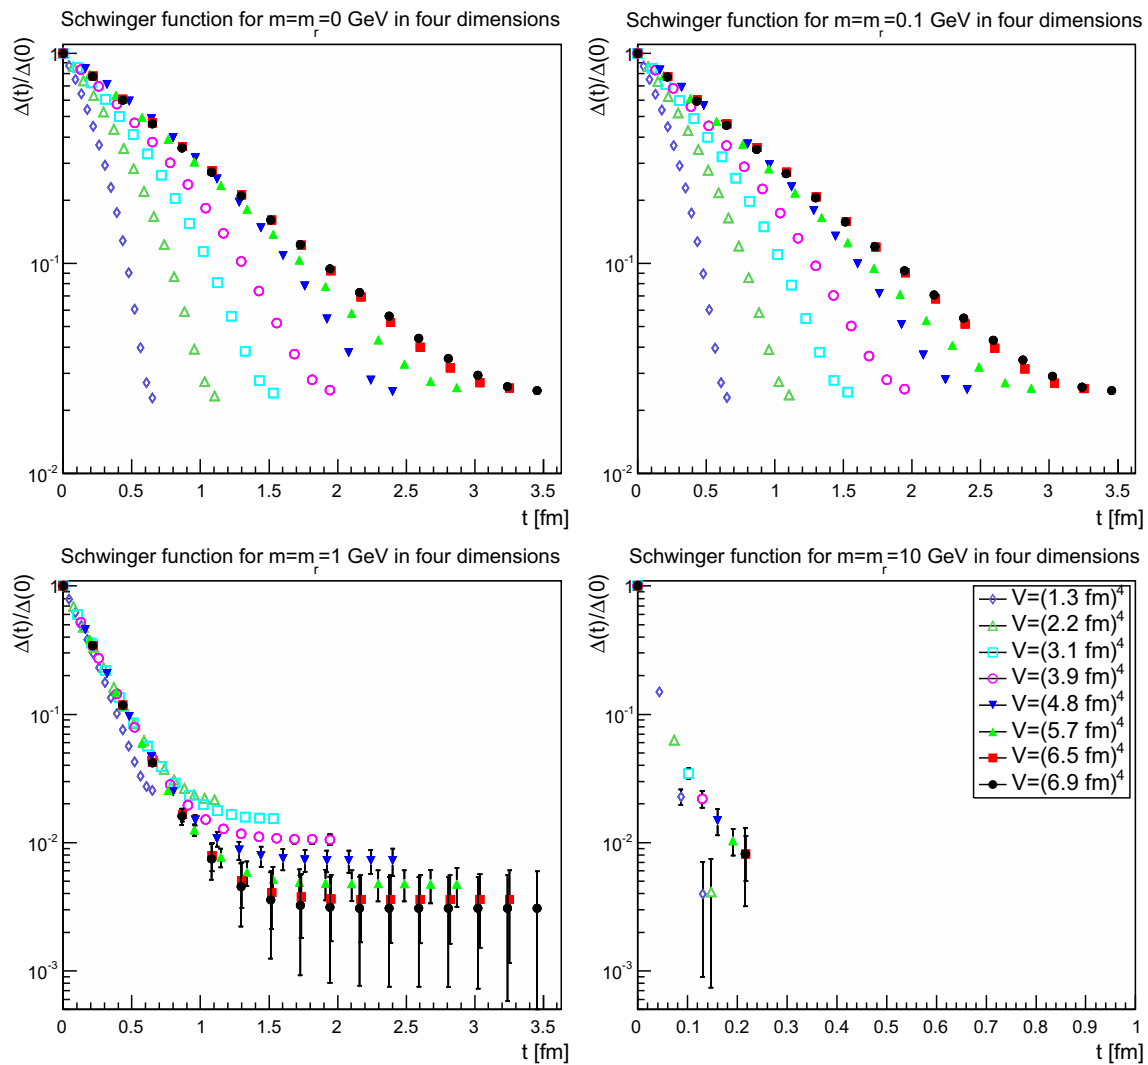 Schwinger function for m=m_r=0 GeV in four dimensions
Δ(t)/Δ(0)
1
10^-1
10^-2
0 0.5 1 1.5 2 2.5 3 3.5
t [fm]
Schwinger function for m=m_r=0.1 GeV in four dimensions
Δ(t)/Δ(0)
1
10^-1
10^-2
0 0.5 1 1.5 2 2.5 3 3.5
t [fm]
Schwinger function for m=m_r=1 GeV in four dimensions
Δ(t)/Δ(0)
1
10^-1
10^-2
10^-3
0 0.5 1 1.5 2 2.5 3 3.5
t [fm]
Schwinger function for m=m_r=10 GeV in four dimensions
Δ(t)/Δ(0)
1
10^-1
10^-2
10^-3
V=(1.3 fm)^4
V=(2.2 fm)^4
V=(3.1 fm)^4
V=(3.9 fm)^4
V=(4.8 fm)^4
V=(5.7 fm)^4
V=(6.5 fm)^4
V=(6.9 fm)^4
0 0.1 0.2 0.3 0.4 0.5 0.6 0.7 0.8 0.9 1
t [fm]